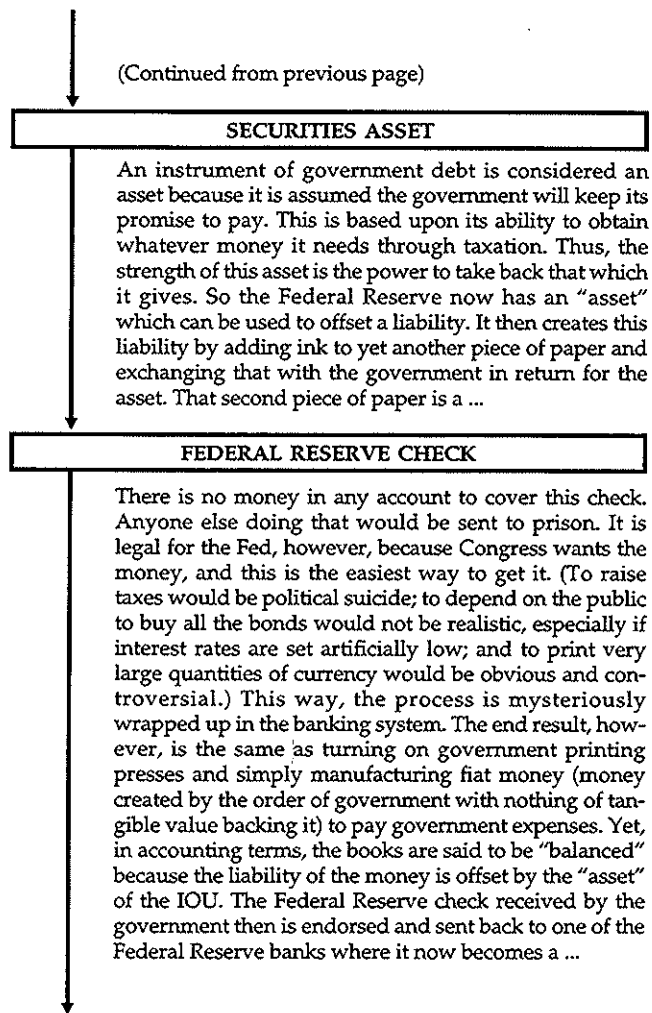 (Continued from previous page)
SECURITIES ASSET
An instrument of government debt is considered an
asset because it is assumed the government will keep its
promise to pay. This is based upon its ability to obtain
whatever money it needs through taxation. Thus, the
strength of this asset is the power to take back that which
it gives. So the Federal Reserve now has an "asset"
which can be used to offset a liability. It then creates this
liability by adding ink to yet another piece of paper and
exchanging that with the government in return for the
asset. That second piece of paper is a ...
FEDERAL RESERVE CHECK
There is no money in any account to cover this check.
Anyone else doing that would be sent to prison. It is
legal for the Fed, however, because Congress wants the
money, and this is the easiest way to get it. (To raise
taxes would be political suicide; to depend on the public
to buy all the bonds would not be realistic, especially if
interest rates are set artificially low; and to print very
large quantities of currency would be obvious and con-
troversial.) This way, the process is mysteriously
wrapped up in the banking system. The end result, how-
ever, is the same as turning on government printing
presses and simply manufacturing fiat money (money
created by the order of government with nothing of tan-
gible value backing it) to pay government expenses. Yet,
in accounting terms, the books are said to be "balanced"
because the liability of the money is offset by the "asset"
of the IOU. The Federal Reserve check received by the
government then is endorsed and sent back to one of the
Federal Reserve banks where it now becomes a ...